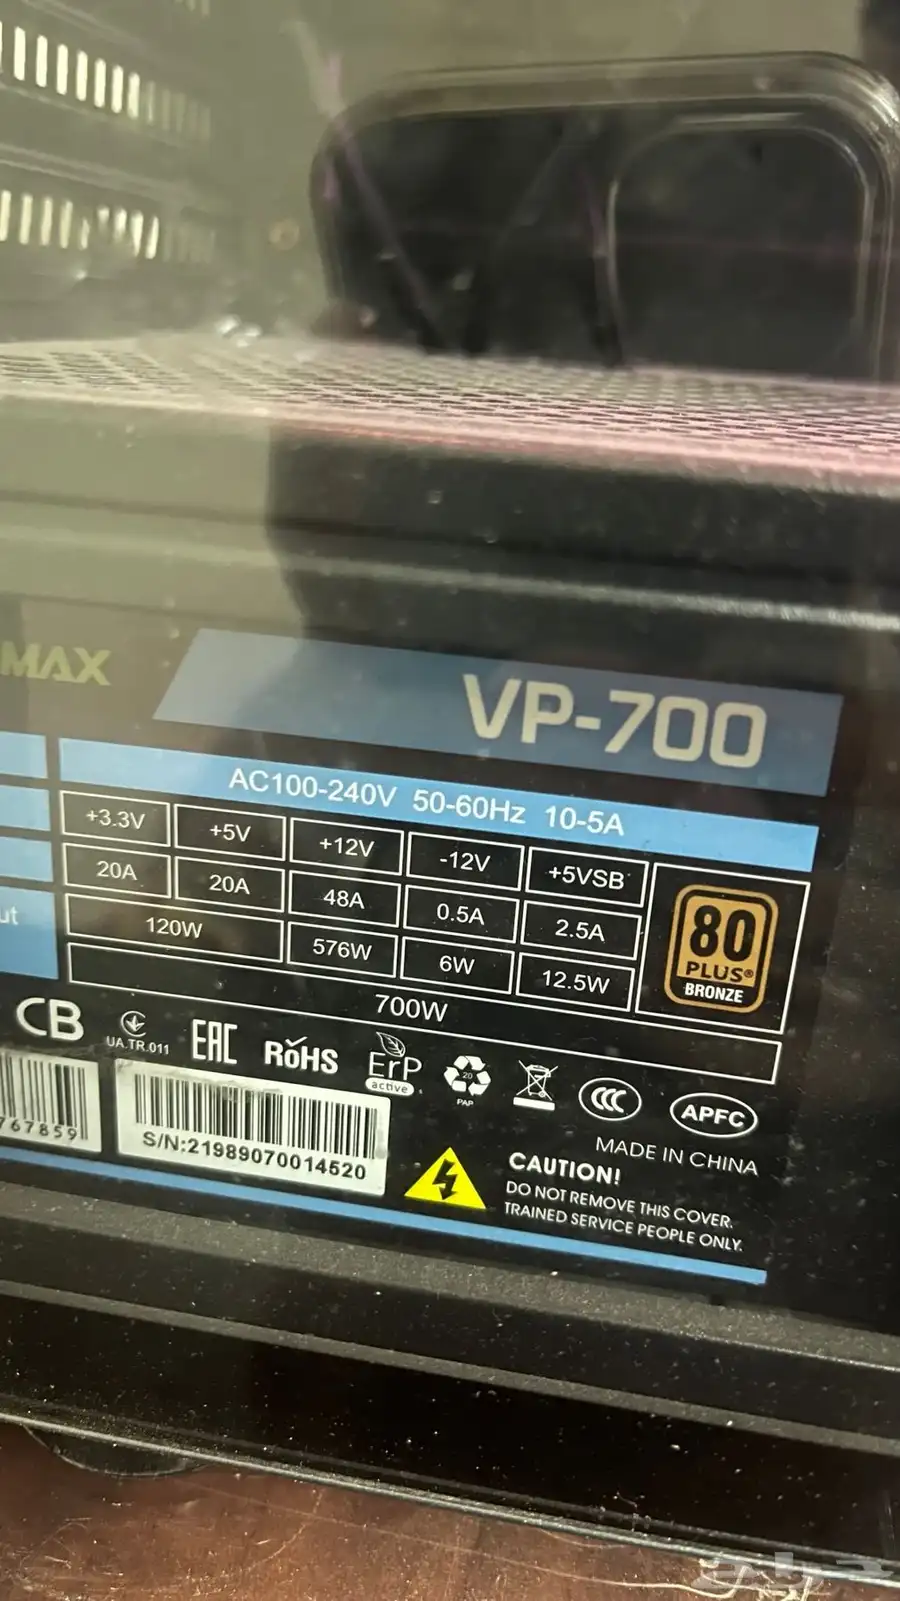 MAX
VP-700
AC100-240V 50-60Hz 10-5A
+3.3V +5V +12V -12V +5VSB
20A 20A 48A 0.5A 2.5A
120W 576W 6W 12.5W
700W
80
PLUS®
BRONZE
ut
CB
UA.TR.011
EAC
RoHS
ErP
active
20
PAP
CCC
APFC
767859
S/N:21989070014520
MADE IN CHINA
CAUTION!
DO NOT REMOVE THIS COVER.
TRAINED SERVICE PEOPLE ONLY.